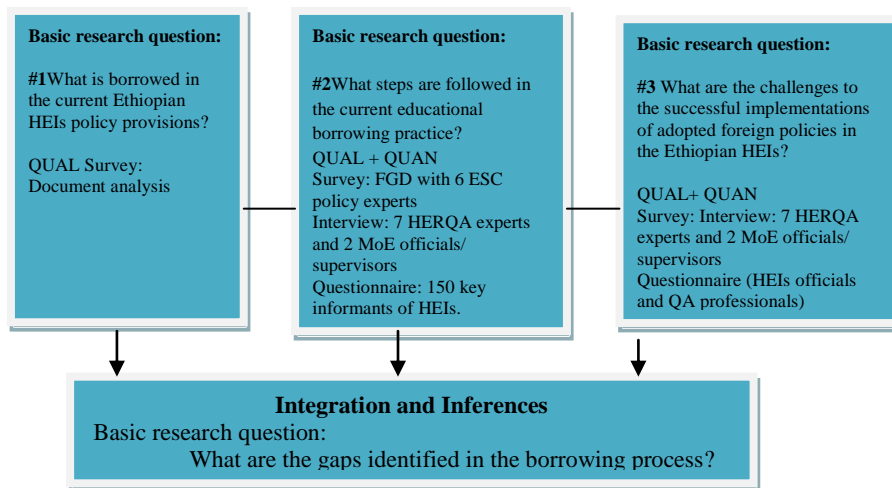 Basic research question:
#1What is borrowed in
the current Ethiopian
HEIs policy provisions?
QUAL Survey:
Document analysis
Basic research question:
#2What steps are followed in
the current educational
borrowing practice?
QUAL + QUAN
Survey: FGD with 6 ESC
policy experts
Interview: 7 HERQA experts
and 2 MoE officials/
supervisors
Questionnaire: 150 key
informants of HEIs.
Basic research question:
#3 What are the challenges to
the successful implementations
of adopted foreign policies in
the Ethiopian HEIs?
QUAL+ QUAN
Survey: Interview: 7 HERQA
experts and 2 MoE officials/
supervisors
Questionnaire (HEIs officials
and QA professionals)
Integration and Inferences
Basic research question:
What are the gaps identified in the borrowing process?